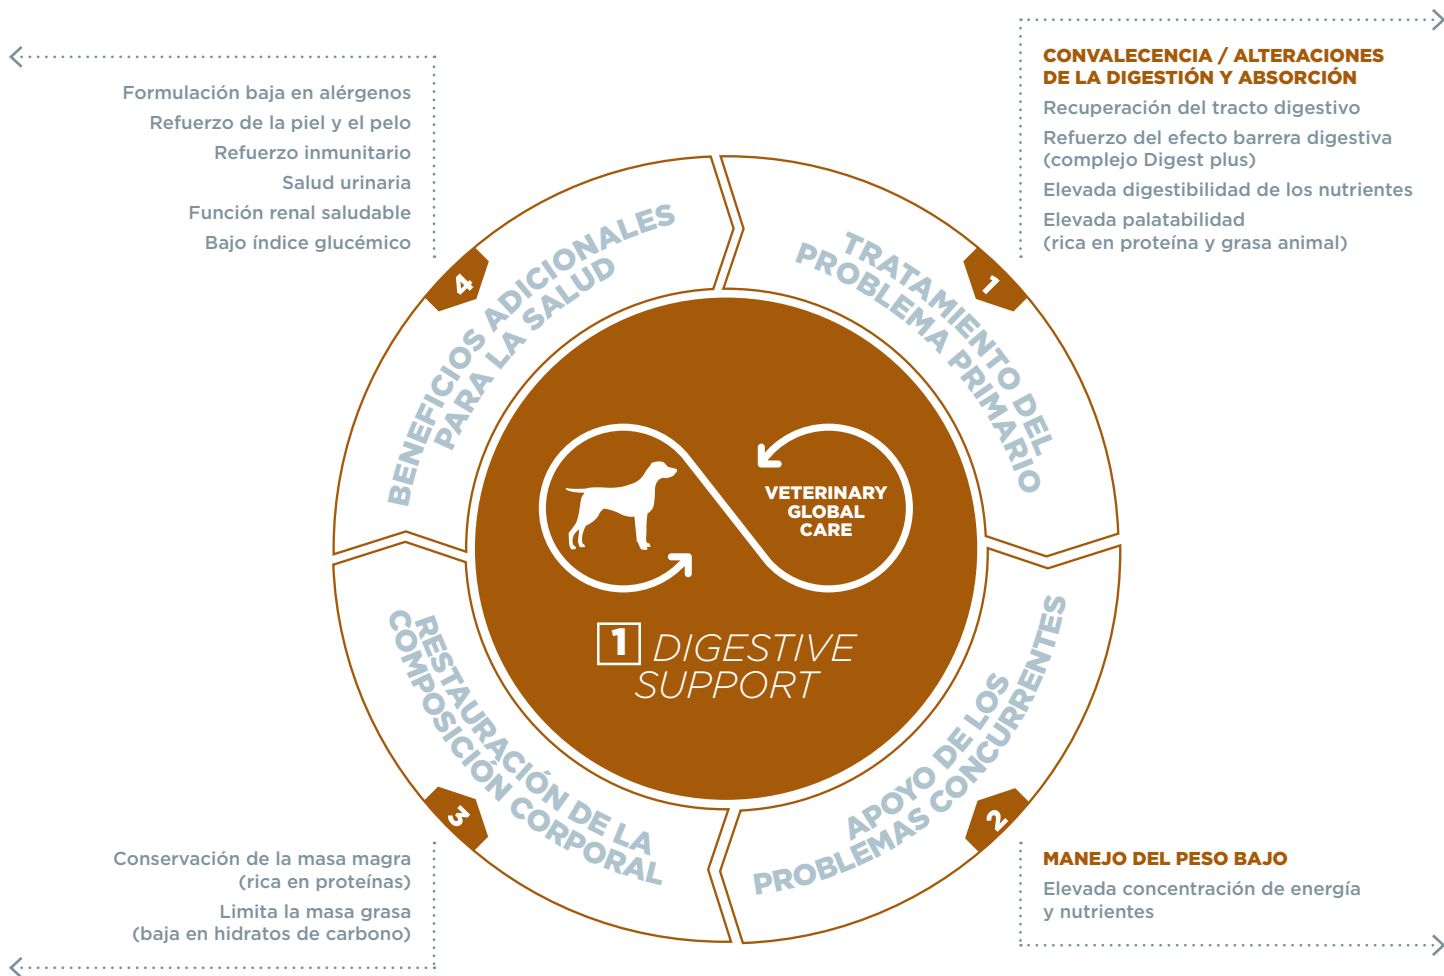 CONVALECENCIA / ALTERACIONES
DE LA DIGESTIÓN Y ABSORCIÓN
Recuperación del tracto digestivo
Refuerzo del efecto barrera digestiva
(complejo Digest plus)
Elevada digestibilidad de los nutrientes
Elevada palatabilidad
(rica en proteína y grasa animal)
Formulación baja en alérgenos
Refuerzo de la piel y el pelo
Refuerzo inmunitario
Salud urinaria
Función renal saludable
Bajo índice glucémico
4
BENEFICIOS ADICIONALES
PARA LA SALUD
1
TRATAMIENTO DEL
PROBLEMA PRIMARIO
VETERINARY
GLOBAL
CARE
1 DIGESTIVE
SUPPORT
3
RESTAURACIÓN DE LA
COMPOSICIÓN CORPORAL
2
APOYO DE LOS
PROBLEMAS CONCURRENTES
Conservación de la masa magra
(rica en proteínas)
Limita la masa grasa
(baja en hidratos de carbono)
MANEJO DEL PESO BAJO
Elevada concentración de energía
y nutrientes